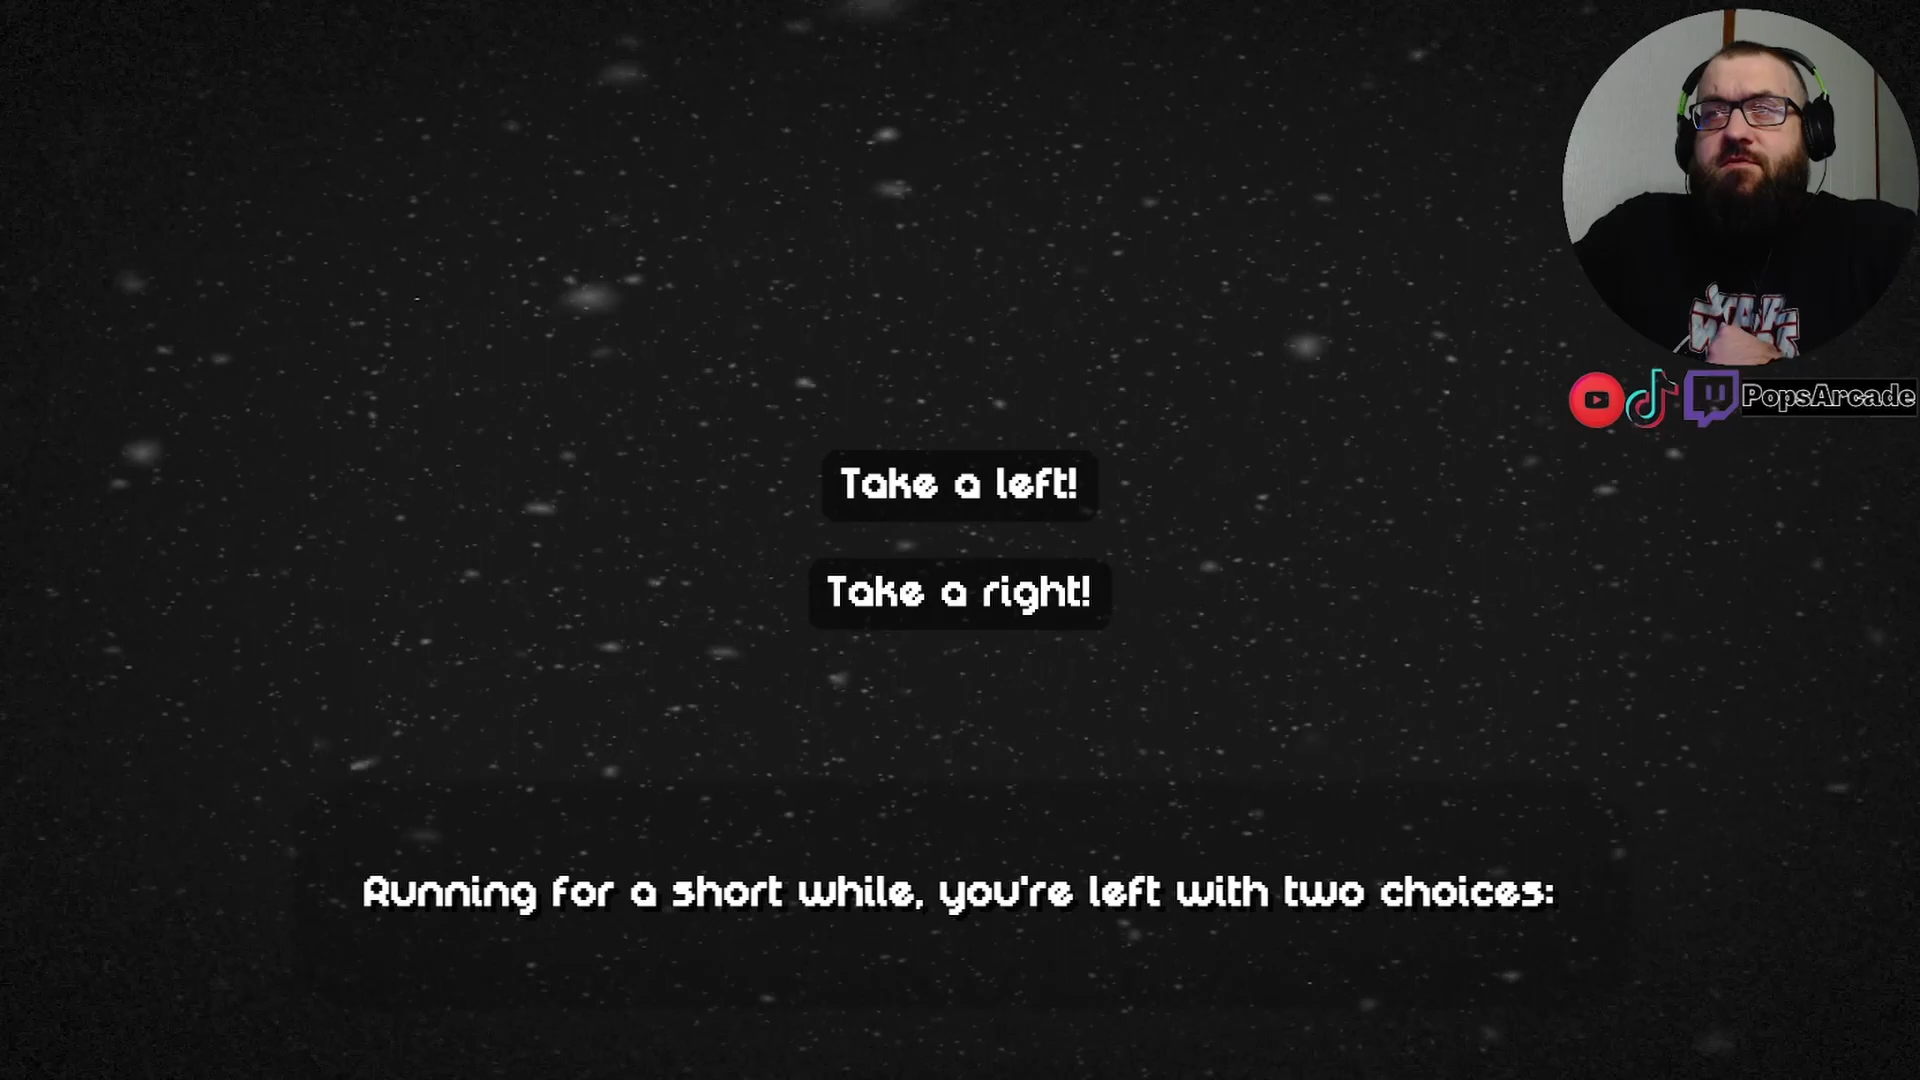 Take a left!
Take a right!
PopsArcade
Running for a short while, you're left with two choices: